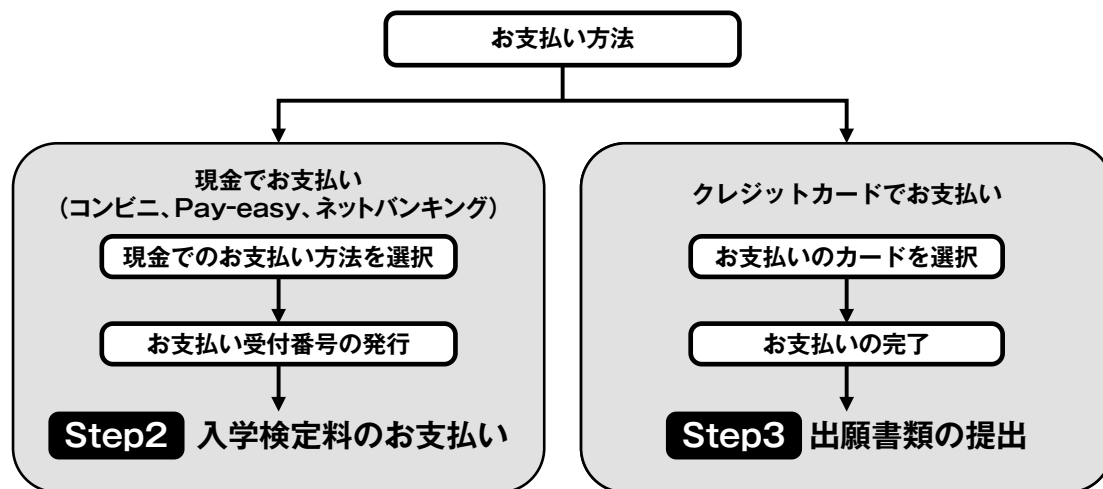 お支払い方法
現金でお支払い
（コンビニ、Pay-easy、ネットバンキング）
現金でのお支払い方法を選択
お支払い受付番号の発行
Step2 入学検定料のお支払い
クレジットカードでお支払い
お支払いのカードを選択
お支払いの完了
Step3 出願書類の提出